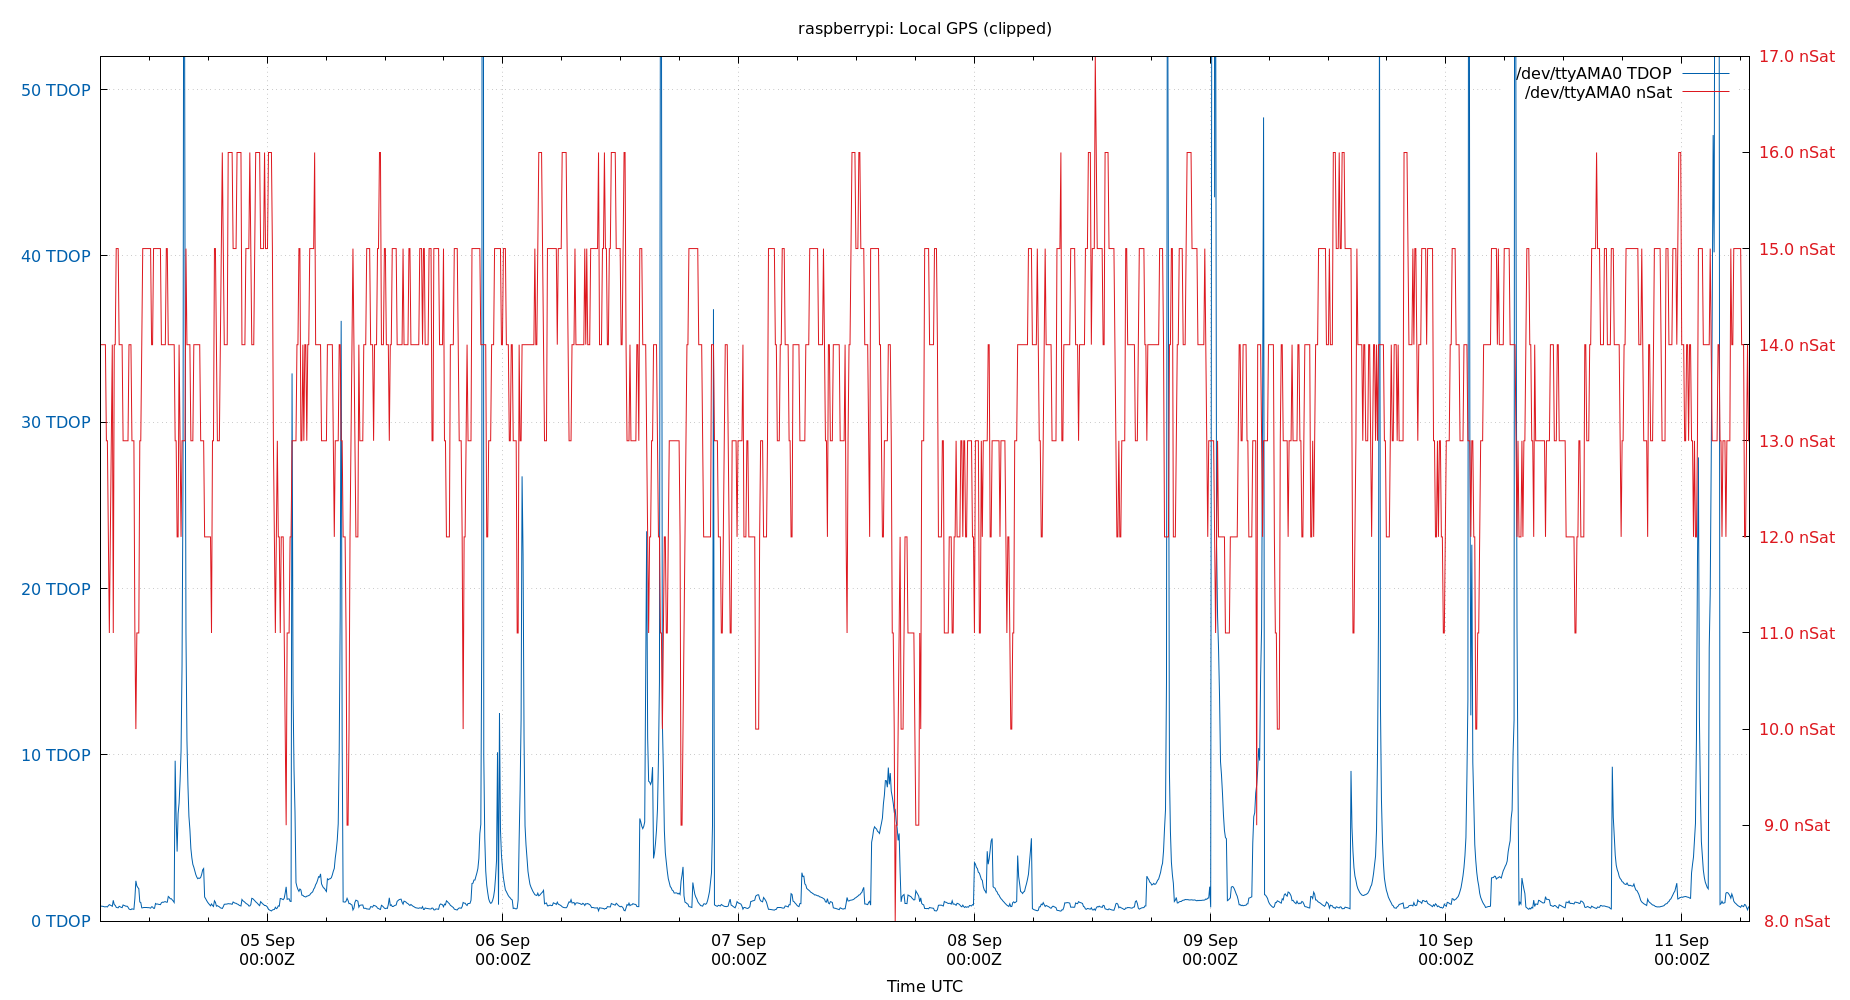 raspberrypi: Local GPS (clipped)
/dev/ttyAMA0 TDOP
/dev/ttyAMA0 nSat
50 TDOP
40 TDOP
30 TDOP
20 TDOP
10 TDOP
0 TDOP
17.0 nSat
16.0 nSat
15.0 nSat
14.0 nSat
13.0 nSat
12.0 nSat
11.0 nSat
10.0 nSat
9.0 nSat
8.0 nSat
05 Sep
00:00Z
06 Sep
00:00Z
07 Sep
00:00Z
08 Sep
00:00Z
09 Sep
00:00Z
10 Sep
00:00Z
11 Sep
00:00Z
Time UTC